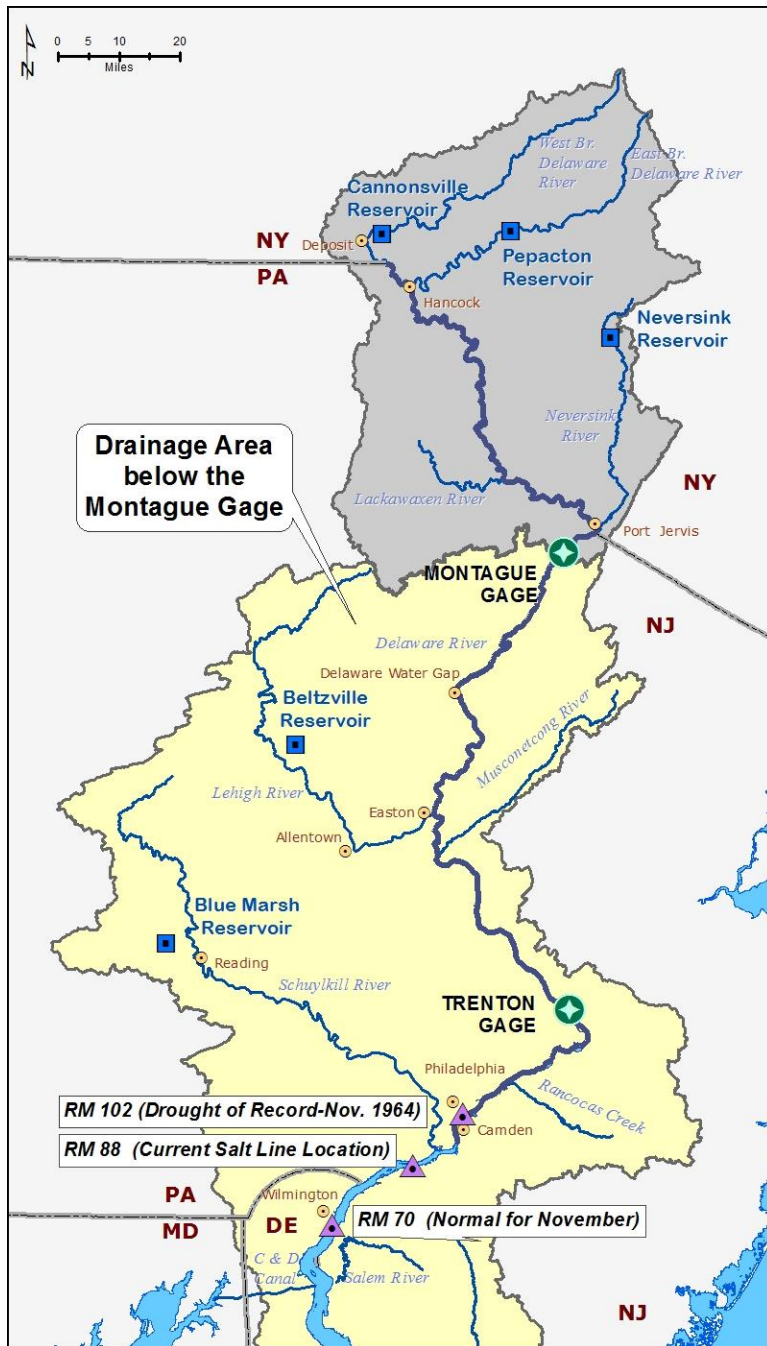 0 5 10 20
Miles
N
West Br.
Delaware
River
East Br.
Delaware River
Cannonsville
Reservoir
NY
Deposit
PA
Pepacton
Reservoir
Hancock
Neversink
Reservoir
Neversink
River
Drainage Area
below the
Montague Gage
NY
Lackawaxen River
Port Jervis
MONTAGUE
GAGE
NJ
Delaware River
Delaware Water Gap
Beltzville
Reservoir
Musconetcong River
Lehigh River
Easton
Allentown
Blue Marsh
Reservoir
Reading
Schuylkill River
TRENTON
GAGE
Philadelphia
RM 102 (Drought of Record-Nov. 1964)
Rancocas Creek
Camden
RM 88 (Current Salt Line Location)
PA
Wilmington
MD
DE
RM 70 (Normal for November)
C & D
Canal
Salem River
NJ